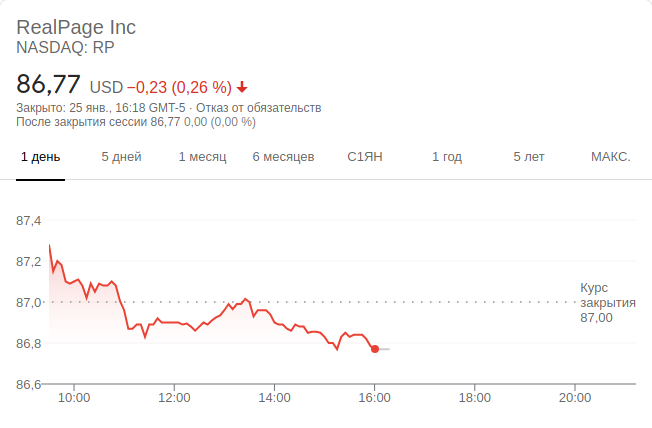 RealPage Inc
NASDAQ: RP
86,77 USD −0,23 (0,26 %)
Закрыто: 25 янв., 16:18 GMT-5 · Отказ от обязательств
После закрытия сессии 86,77 0,00 (0,00 %)
1 день 5 дней 1 месяц 6 месяцев С1ЯН 1 год 5 лет МАКС.
87,4
87,2
87,0
86,8
86,6
Курс
закрытия
87,00
10:00 12:00 14:00 16:00 18:00 20:00